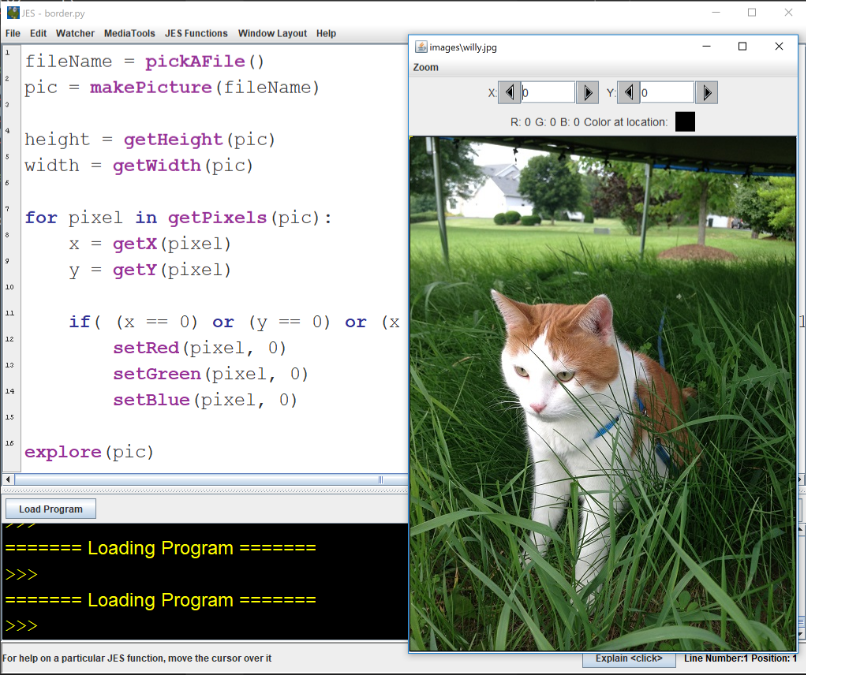 JES - border.py
File Edit Watcher MediaTools JES Functions Window Layout Help
1 fileName = pickAFile()
2 pic = makePicture(fileName)
3
4 height = getHeight(pic)
5 width = getWidth(pic)
6
7 for pixel in getPixels(pic):
8 x = getX(pixel)
9 y = getY(pixel)
10
11 if( (x == 0) or (y == 0) or (x
12 setRed(pixel, 0)
13 setGreen(pixel, 0)
14 setBlue(pixel, 0)
15
16 explore(pic)
Load Program
>>>
======= Loading Program =======
>>>
======= Loading Program =======
>>>
For help on a particular JES function, move the cursor over it
Explain <click>
Line Number:1 Position: 1
images\willy.jpg
Zoom
X: 0 Y: 0
R: 0 G: 0 B: 0 Color at location: